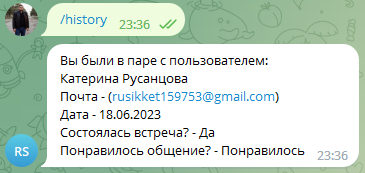 /history
23:36
Вы были в паре с пользователем:
Катерина Русанцова
Почта - (rusikket159753@gmail.com)
Дата - 18.06.2023
Состоялась встреча? - Да
Понравилось общение? - Понравилось
23:36
RS